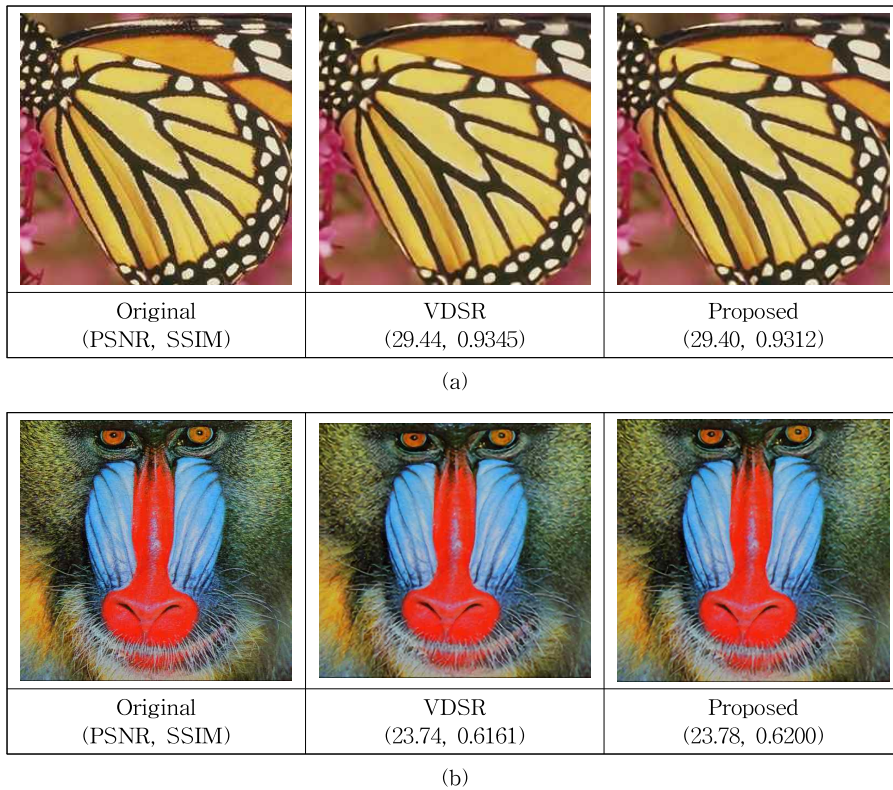 Original
(PSNR, SSIM)
VDSR
(29.44, 0.9345)
Proposed
(29.40, 0.9312)
(a)
Original
(PSNR, SSIM)
VDSR
(23.74, 0.6161)
Proposed
(23.78, 0.6200)
(b)